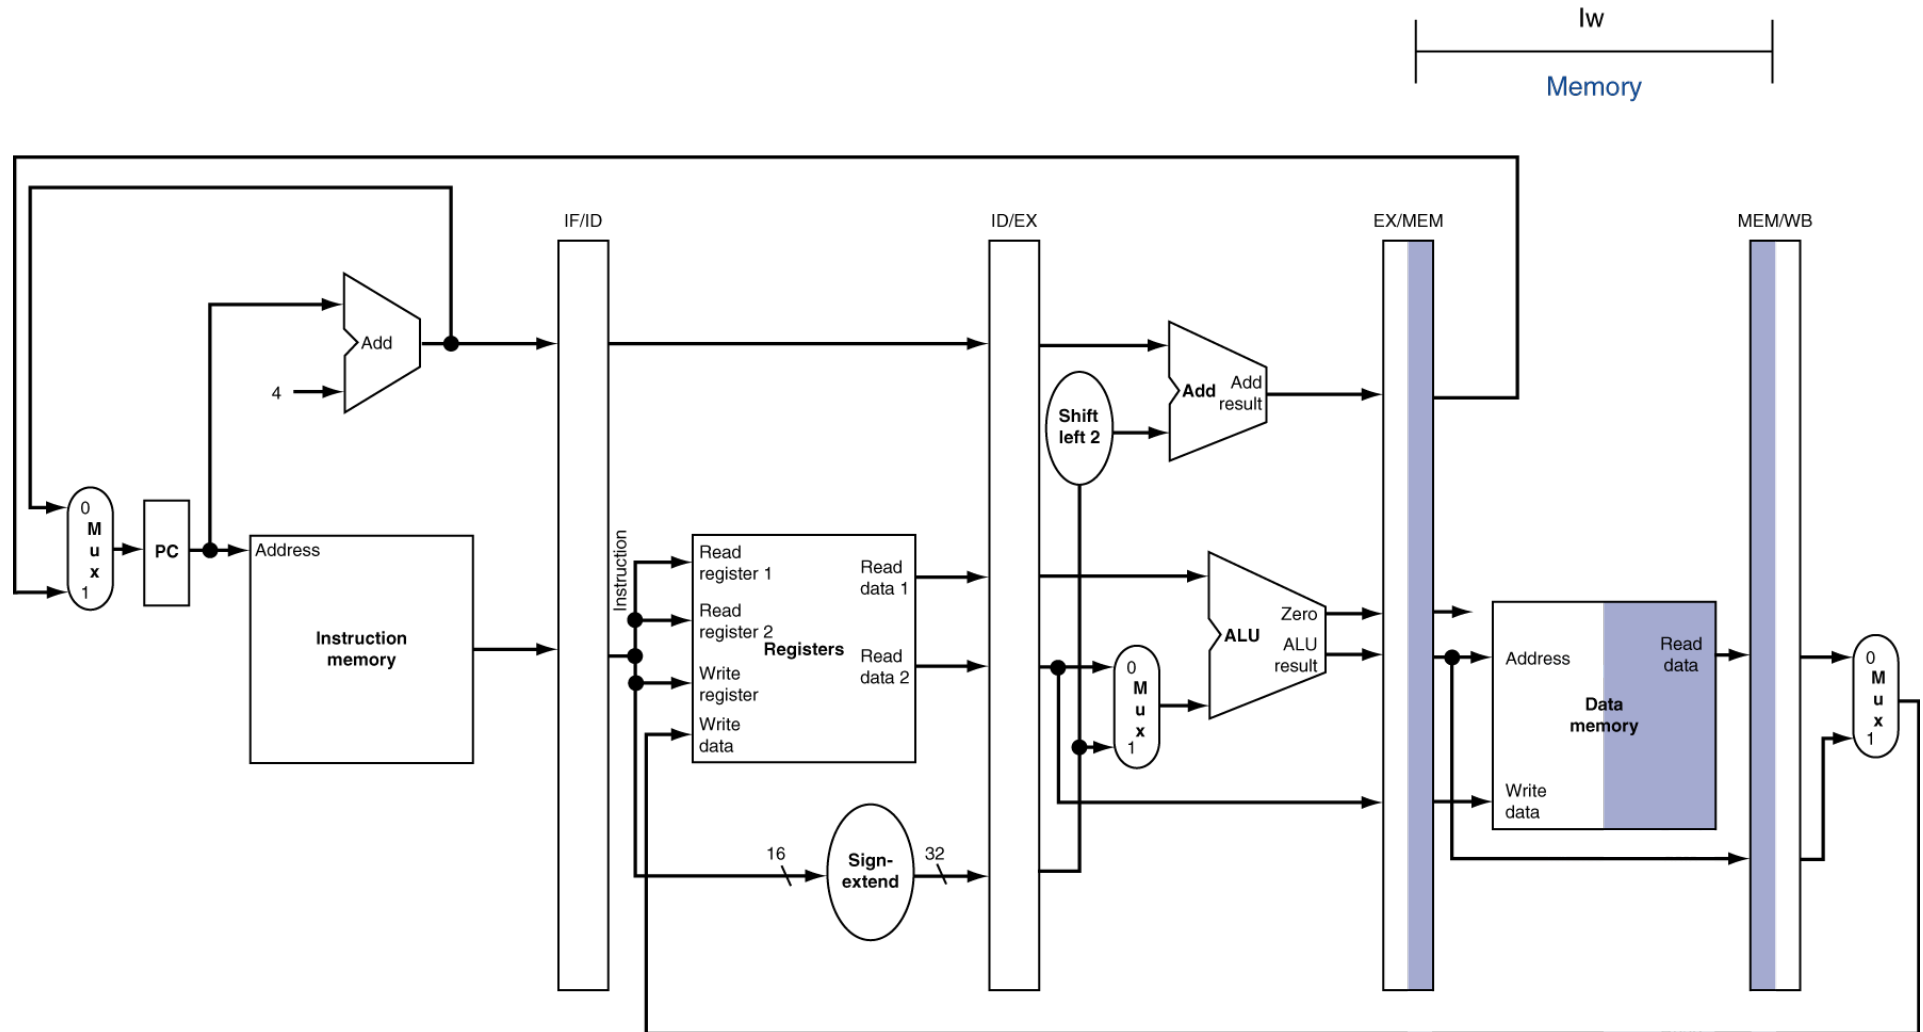 lw
Memory
IF/ID
ID/EX
EX/MEM
MEM/WB
Add
4
Add
Add
result
Shift
left 2
0
M
u
x
1
PC
Address
Instruction
memory
Instruction
Read
register 1
Read
register 2
Write
register
Write
data
Registers
Read
data 1
Read
data 2
16
Sign-
extend
32
0
M
u
x
1
ALU
Zero
ALU
result
Address
Read
data
Data
memory
Write
data
0
M
u
x
1